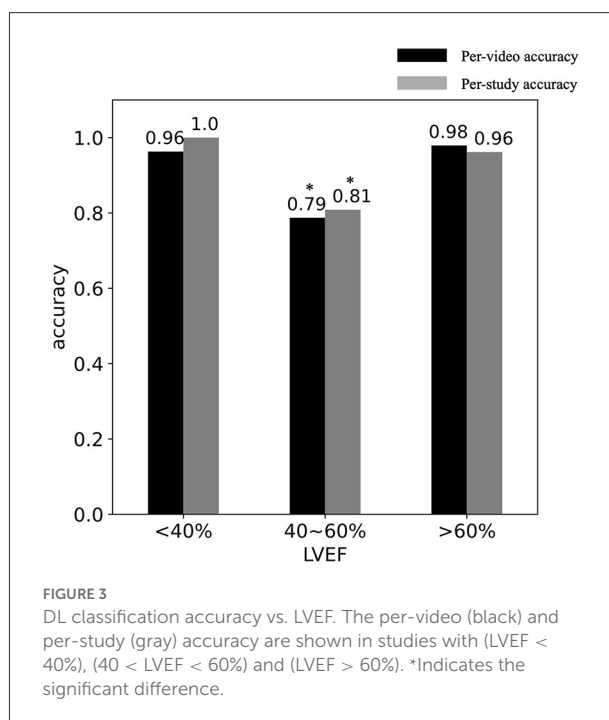 Per-video accuracy
Per-study accuracy
1.0
0.8
0.6
0.4
0.2
0.0
accuracy
0.96
1.0
*
0.79
*
0.81
0.98
0.96
<40%
40~60%
>60%
LVEF
FIGURE 3
DL classification accuracy vs. LVEF. The per-video (black) and
per-study (gray) accuracy are shown in studies with (LVEF <
40%), (40 < LVEF < 60%) and (LVEF > 60%). *Indicates the
significant difference.